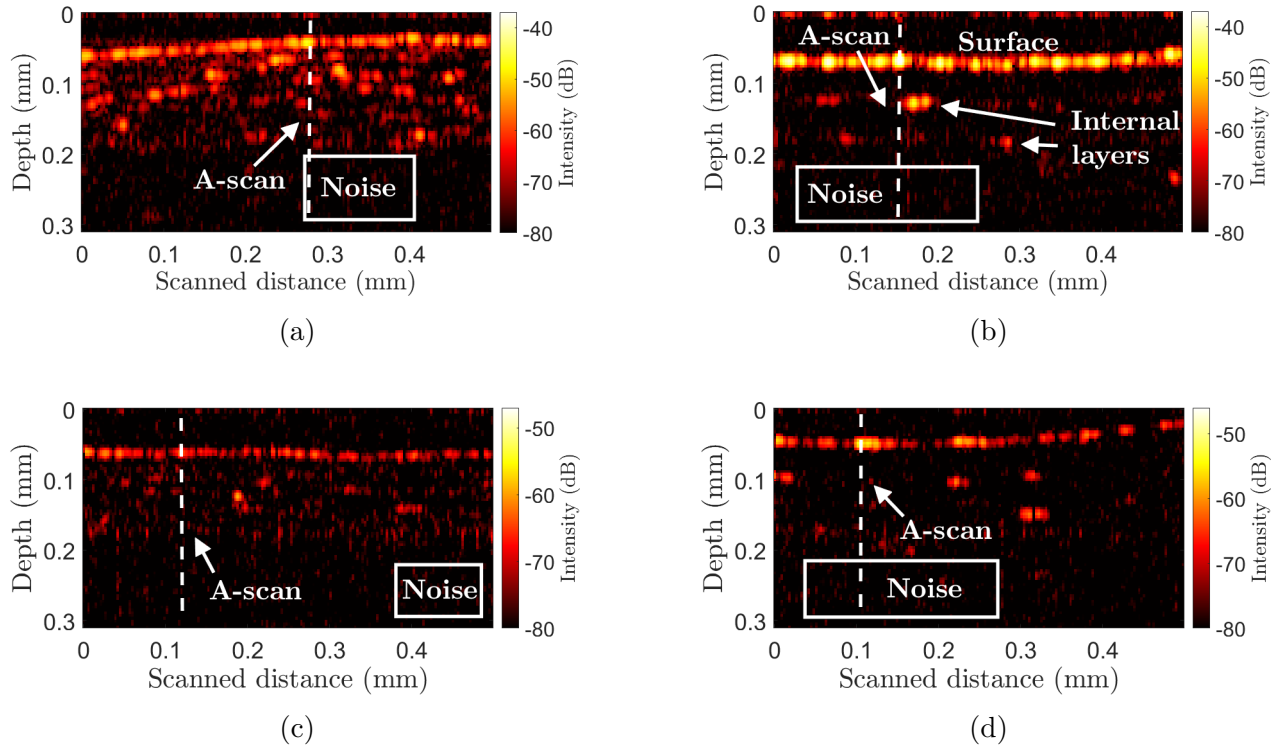 0
0.1
0.2
0.3
Depth (mm)
A-scan
Noise
0
0.1
0.2
0.3
0.4
Scanned distance (mm)
-40
-50
-60
-70
-80
Intensity (dB)
(a)
0
0.1
0.2
0.3
Depth (mm)
A-scan
Surface
Internal
layers
Noise
0
0.1
0.2
0.3
0.4
Scanned distance (mm)
-40
-50
-60
-70
-80
Intensity (dB)
(b)
0
0.1
0.2
0.3
Depth (mm)
A-scan
Noise
0
0.1
0.2
0.3
0.4
Scanned distance (mm)
-50
-60
-70
-80
Intensity (dB)
(c)
0
0.1
0.2
0.3
Depth (mm)
A-scan
Noise
0
0.1
0.2
0.3
0.4
Scanned distance (mm)
-50
-60
-70
-80
Intensity (dB)
(d)